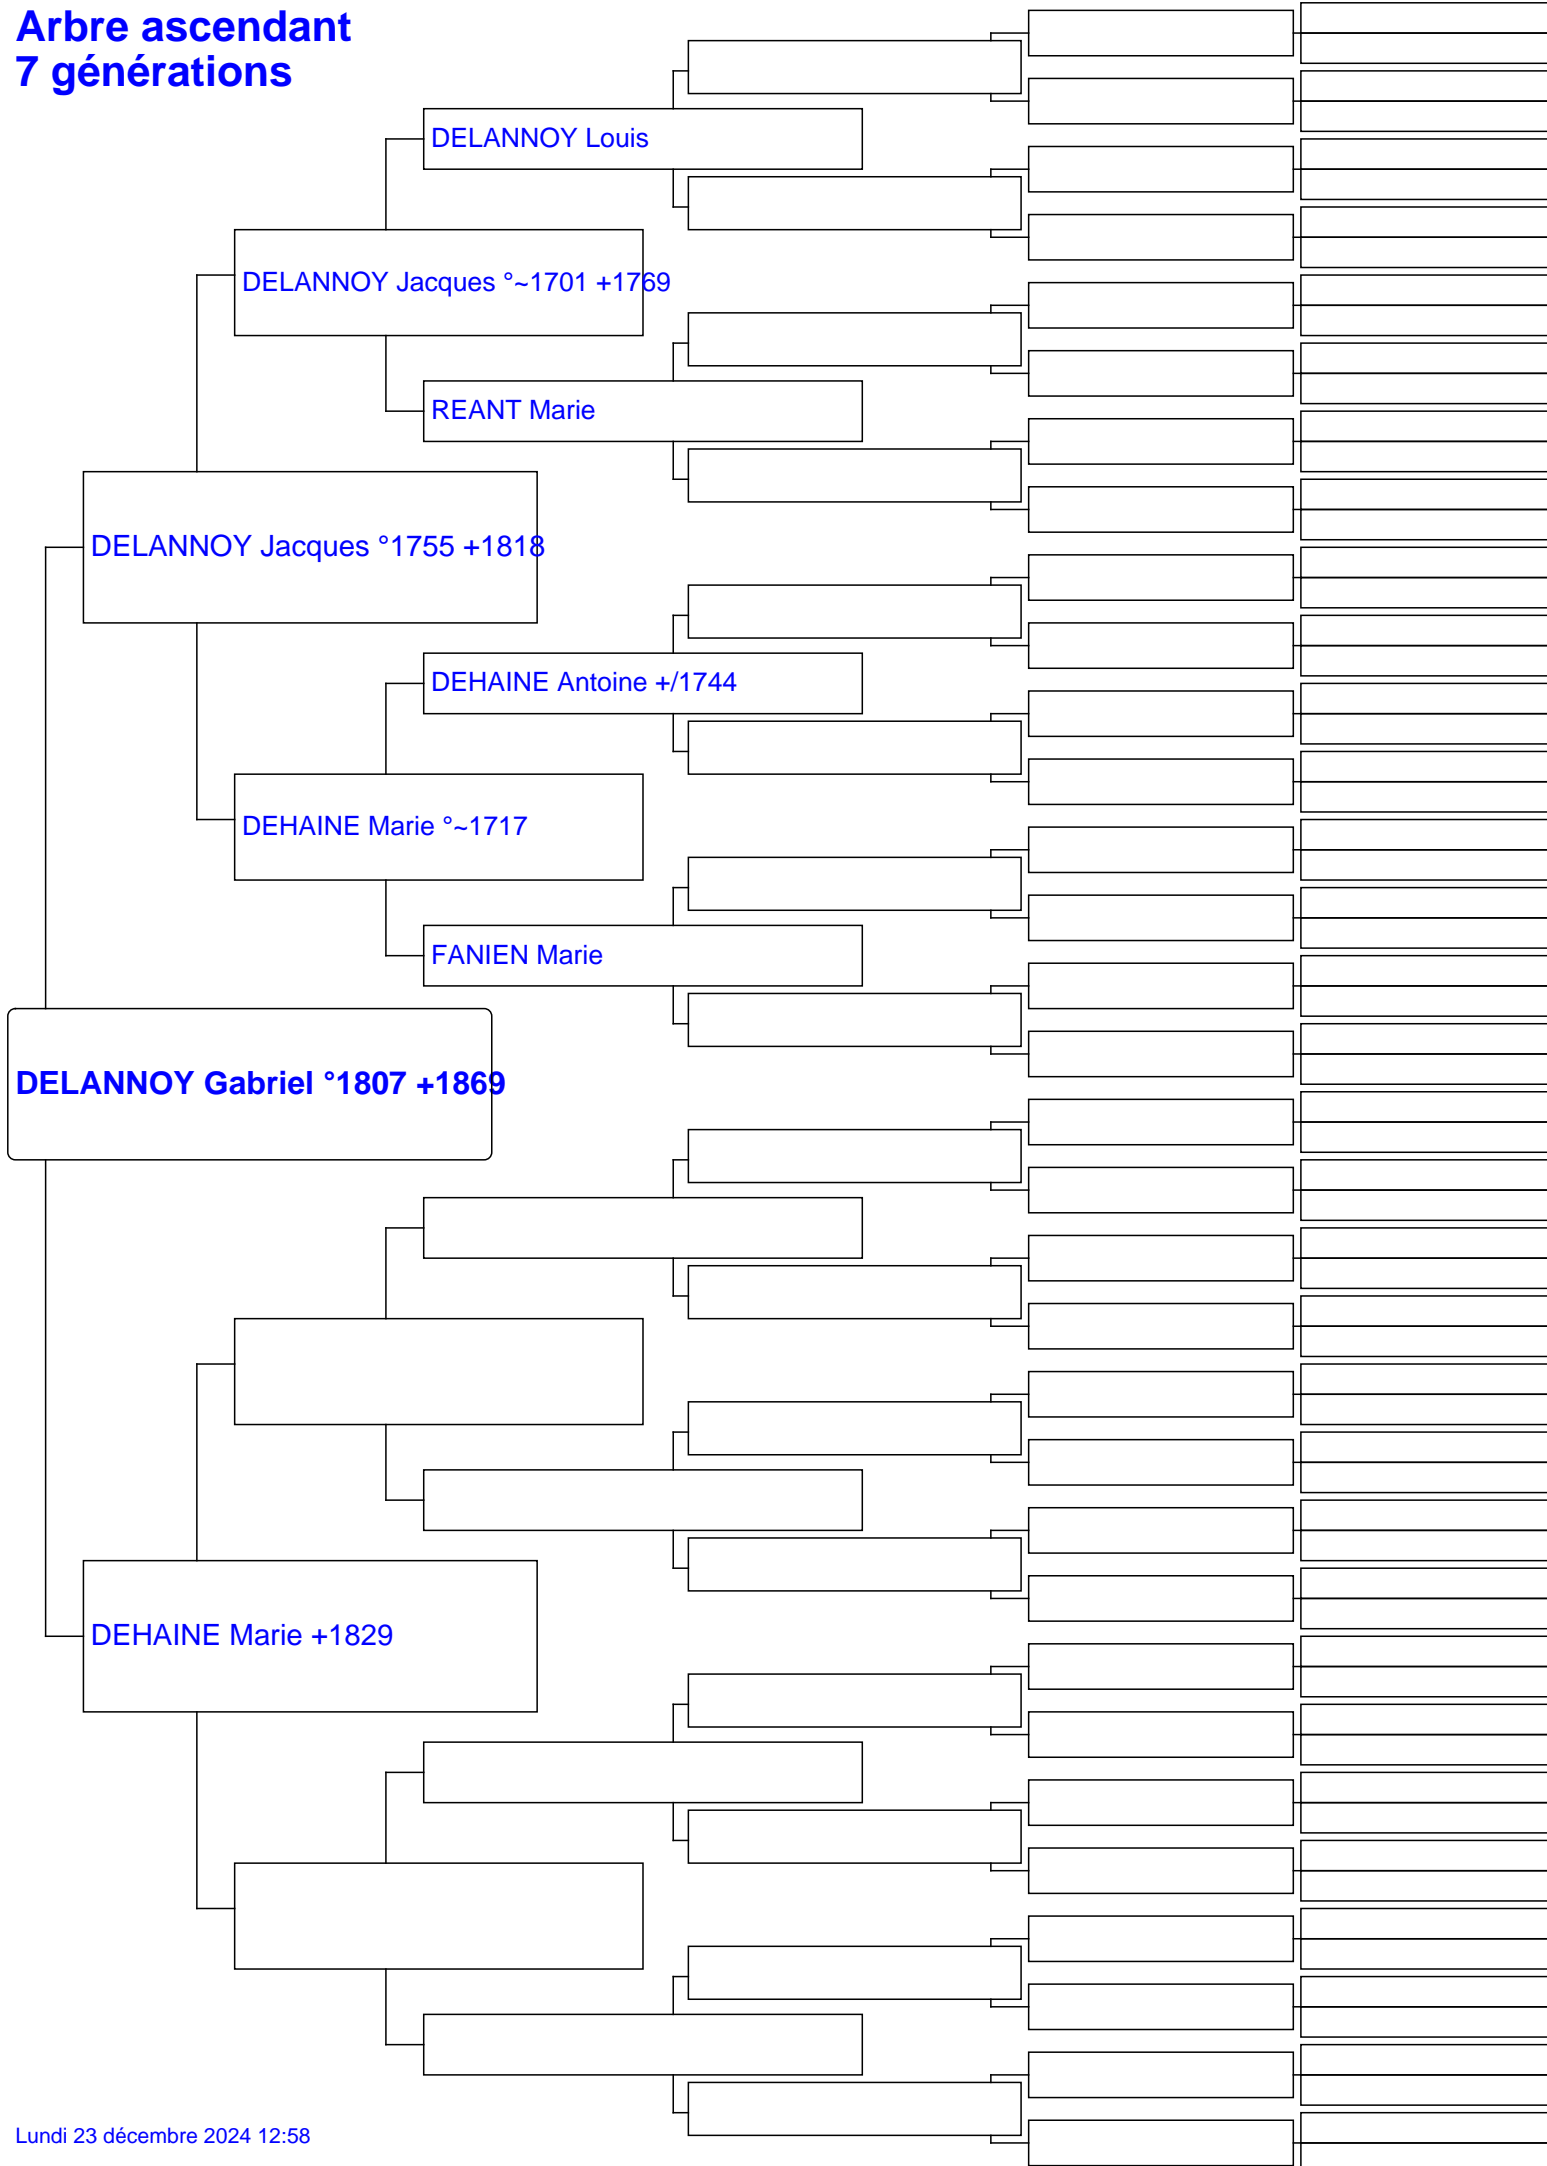 Arbre ascendant
7 générations
DELANNOY Louis
DELANNOY Jacques °~1701 +1769
REANT Marie
DELANNOY Jacques °1755 +1818
DEHAINE Antoine +/1744
DEHAINE Marie °~1717
FANIEN Marie
DELANNOY Gabriel °1807 +1869
DEHAINE Marie +1829
Lundi 23 décembre 2024 12:58